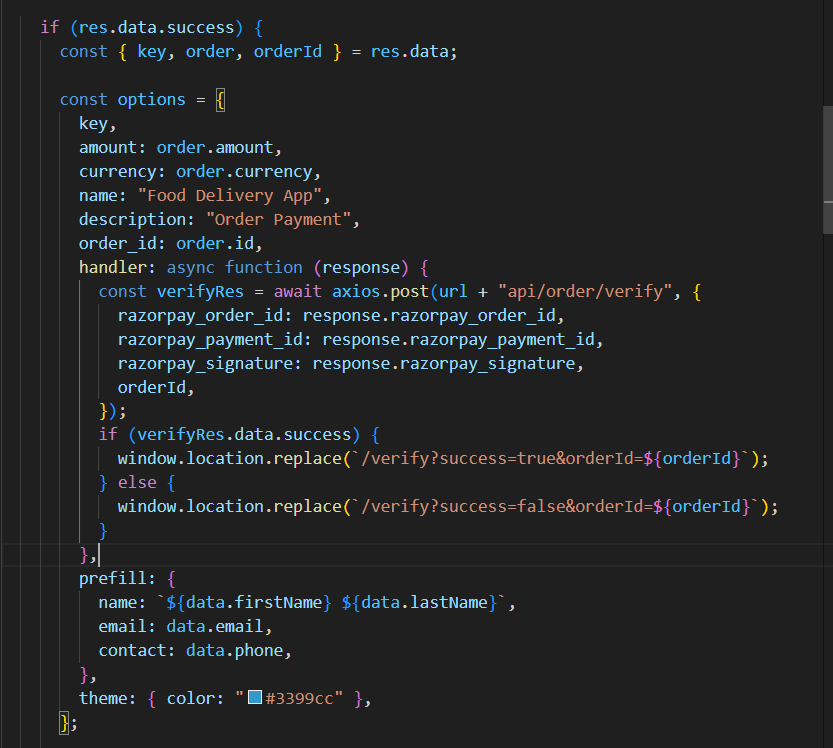 if (res.data.success) {
const { key, order, orderId } = res.data;
const options = {
key,
amount: order.amount,
currency: order.currency,
name: "Food Delivery App",
description: "Order Payment",
order_id: order.id,
handler: async function (response) {
const verifyRes = await axios.post(url + "api/order/verify", {
razorpay_order_id: response.razorpay_order_id,
razorpay_payment_id: response.razorpay_payment_id,
razorpay_signature: response.razorpay_signature,
orderId,
});
if (verifyRes.data.success) {
window.location.replace(`/verify?success=true&orderId=${orderId}`);
} else {
window.location.replace(`/verify?success=false&orderId=${orderId}`);
}
},
prefill: {
name: `${data.firstName} ${data.lastName}`,
email: data.email,
contact: data.phone,
},
theme: { color: "#3399cc" },
};